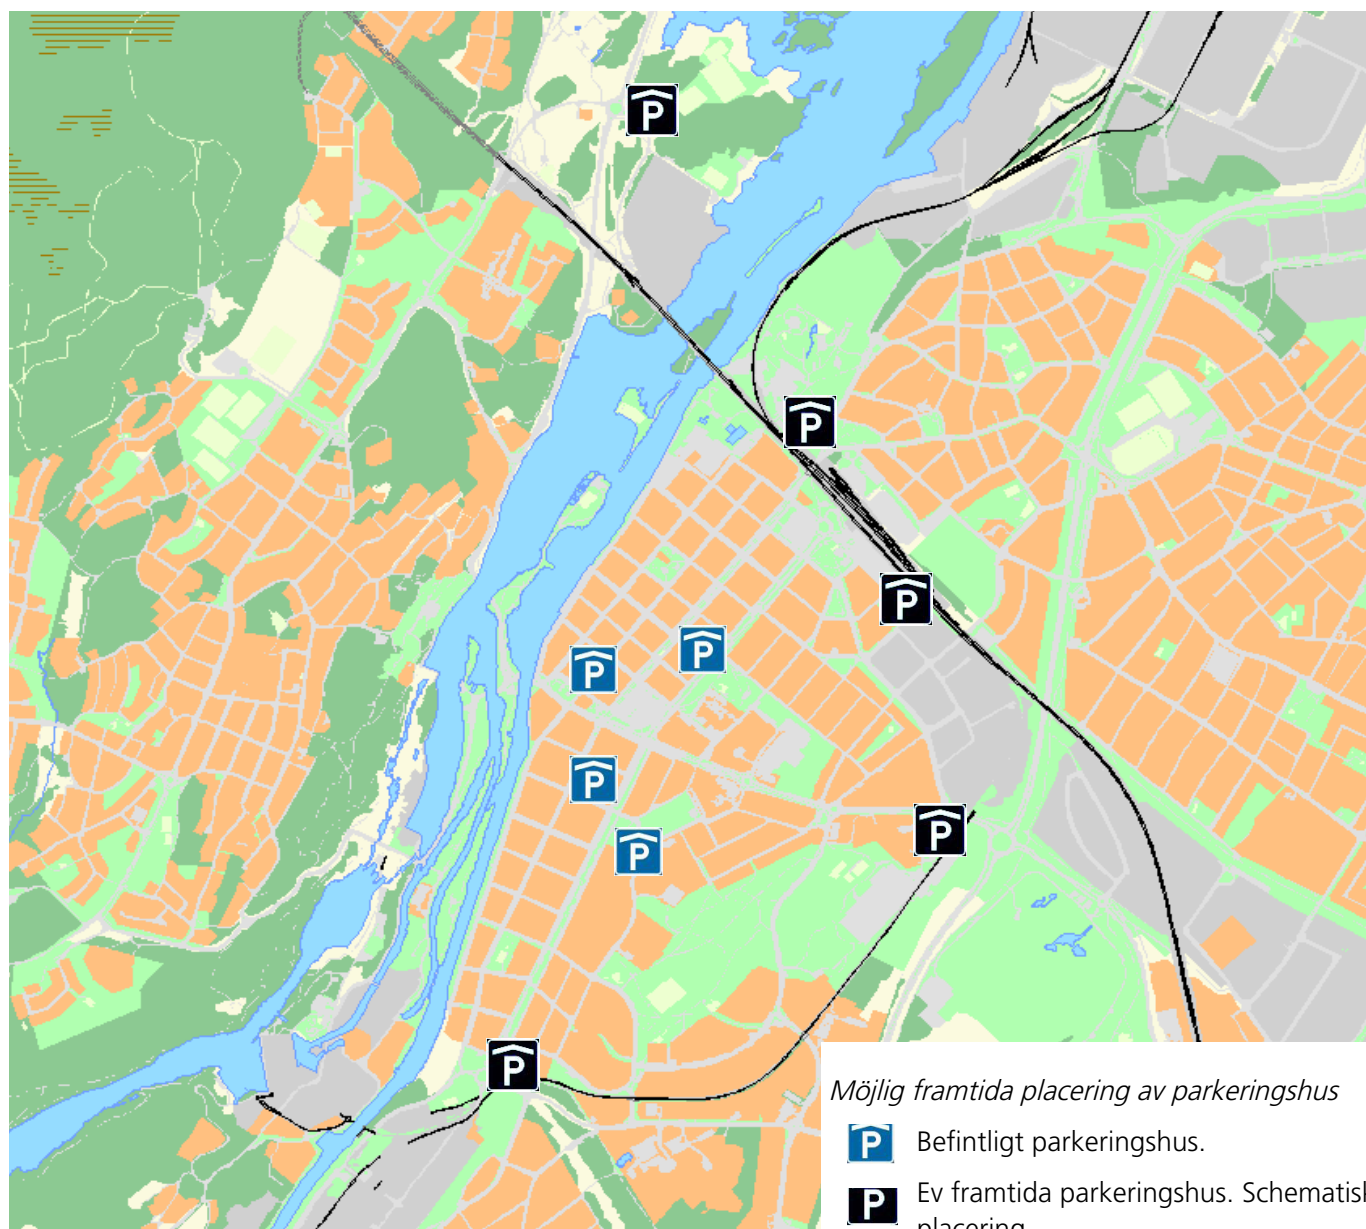 P
P
P
P
P
P
P
P
P
Möjlig framtida placering av parkeringshus
P Befintligt parkeringshus.
P Ev framtida parkeringshus. Schematisk
placering